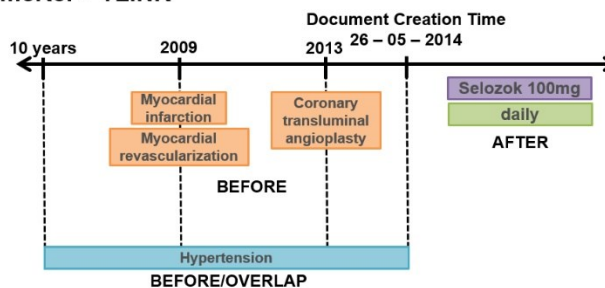 Document Creation Time
10 years
2009
2013
26 – 05 – 2014
Myocardial
infarction
Myocardial
revascularization
Coronary
transluminal
angioplasty
Selozok 100mg
daily
AFTER
BEFORE
Hypertension
BEFORE/OVERLAP